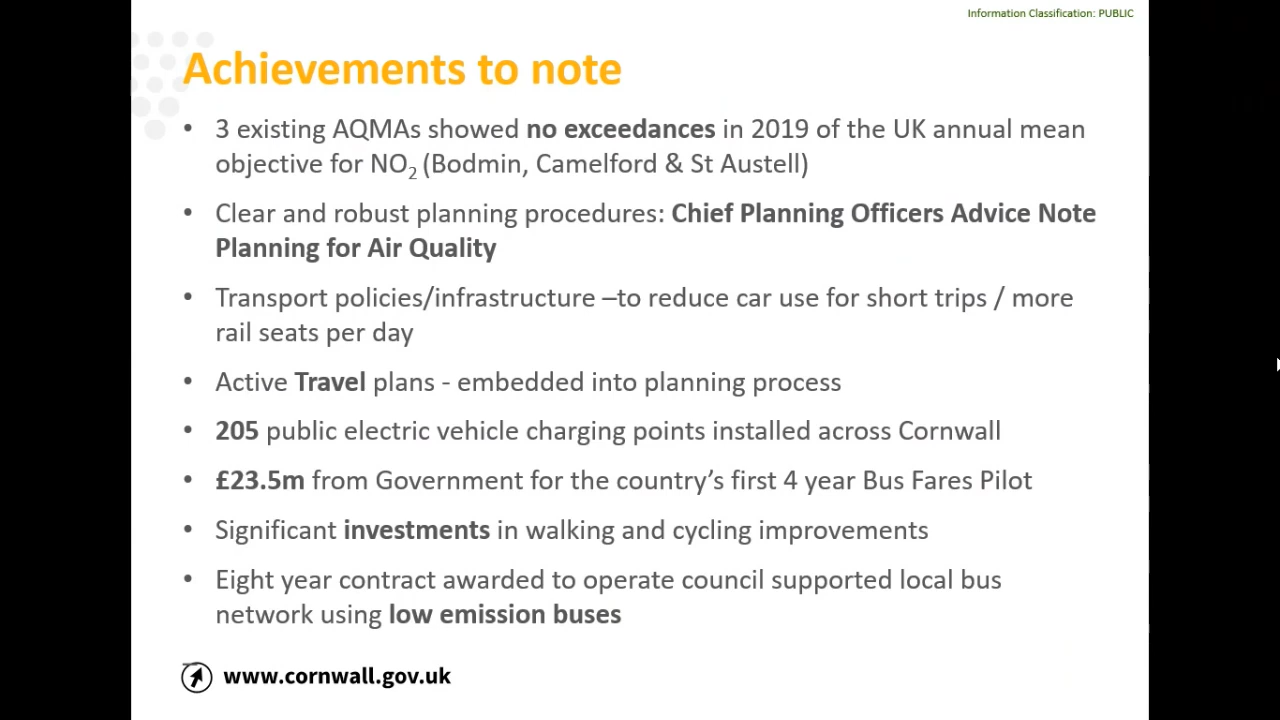 Information Classification: PUBLIC
Achievements to note
• 3 existing AQMAs showed no exceedances in 2019 of the UK annual mean
objective for NO₂ (Bodmin, Camelford & St Austell)
• Clear and robust planning procedures: Chief Planning Officers Advice Note
Planning for Air Quality
• Transport policies/infrastructure –to reduce car use for short trips / more
rail seats per day
• Active Travel plans - embedded into planning process
• 205 public electric vehicle charging points installed across Cornwall
• £23.5m from Government for the country’s first 4 year Bus Fares Pilot
• Significant investments in walking and cycling improvements
• Eight year contract awarded to operate council supported local bus
network using low emission buses
www.cornwall.gov.uk